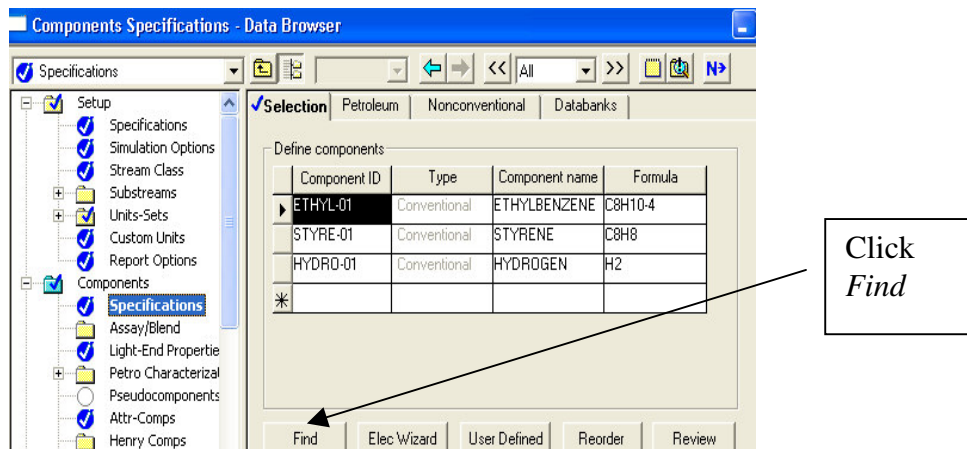 Components Specifications - Data Browser
Specifications
All
N>
Setup
Specifications
Simulation Options
Stream Class
Substreams
Units-Sets
Custom Units
Report Options
Components
Specifications
Assay/Blend
Light-End Propertie
Petro Characterizat
Pseudocomponents
Attr-Comps
Henry Comps
Selection Petroleum Nonconventional Databanks
Define components
Component ID Type Component name Formula
ETHYL-01 Conventional ETHYLBENZENE C8H10-4
STYRE-01 Conventional STYRENE C8H8
HYDRO-01 Conventional HYDROGEN H2
Find Elec Wizard User Defined Reorder Review
Click
Find